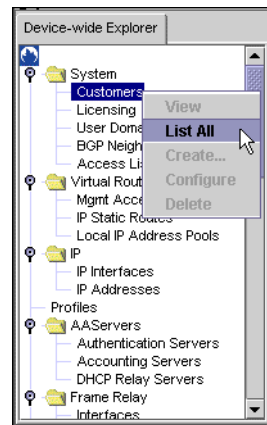 Device-wide Explorer
System
Customers
Licensing
View
User Doma
List All
BGP Neigh
Create...
Access Li
Virtual Rout
Configure
Mgmt Acce
Delete
IP Static Routes
Local IP Address Pools
IP
IP Interfaces
IP Addresses
Profiles
AAServers
Authentication Servers
Accounting Servers
DHCP Relay Servers
Frame Relay
Interfaces